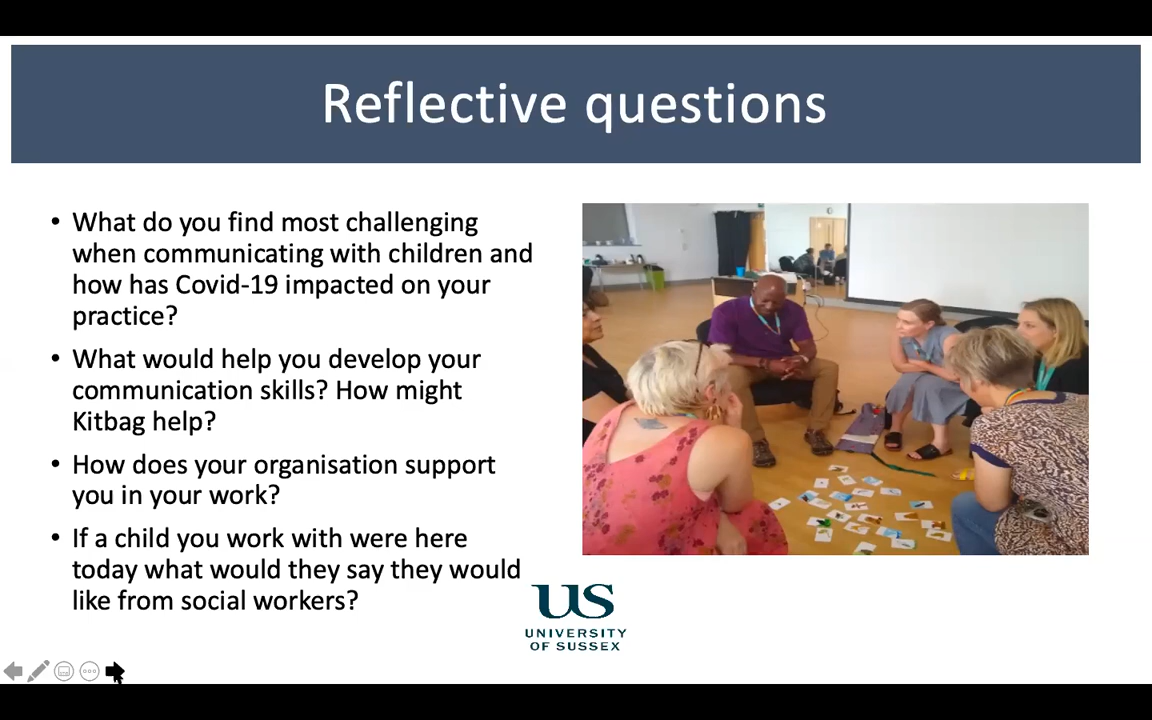 Reflective questions
• What do you find most challenging
when communicating with children and
how has Covid-19 impacted on your
practice?
• What would help you develop your
communication skills? How might
Kitbag help?
• How does your organisation support
you in your work?
• If a child you work with were here
today what would they say they would
like from social workers?
US
UNIVERSITY
OF SUSSEX